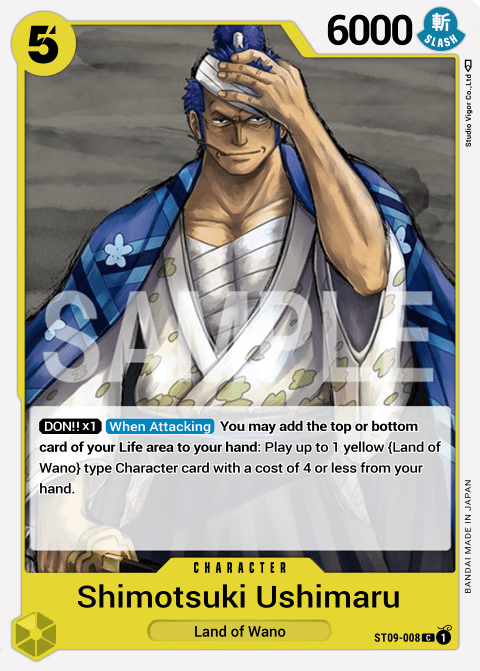 5
6000
斬
SLASH
Studio Vigor Co.,Ltd
SAMPLE
DON!!×1 When Attacking You may add the top or bottom
card of your Life area to your hand: Play up to 1 yellow {Land of
Wano} type Character card with a cost of 4 or less from your
hand.
BANDAI MADE IN JAPAN
CHARACTER
Shimotsuki Ushimaru
Land of Wano
ST09-008 C 1